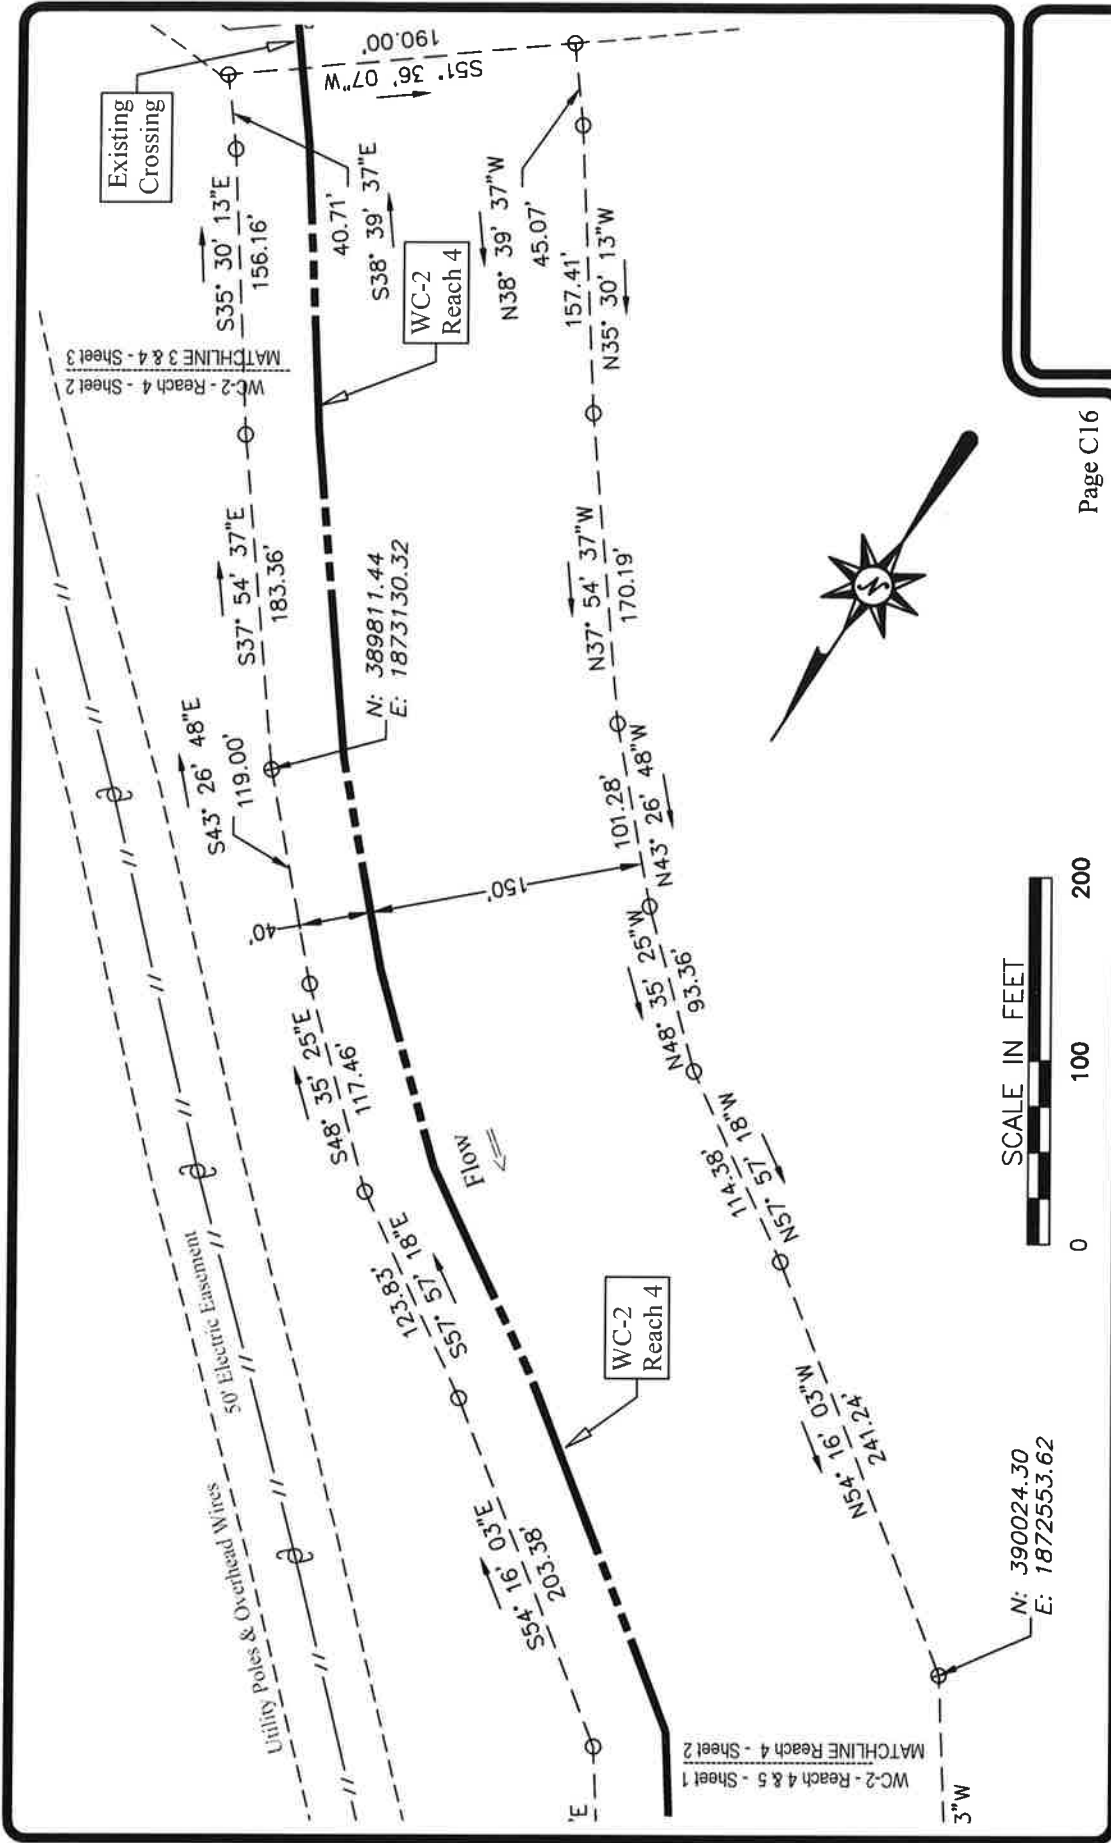 Utility Poles & Overhead Wires
50' Electric Easement
S43° 26' 48"E
119.00'
S37° 54' 37"E
183.36'
WC-2 - Reach 4 - Sheet 2
MATCHLINE 3 & 4 - Sheet 3
S35° 30' 13"E
156.16'
Existing
Crossing
40.71'
S38° 39' 37"E
S51° 36' 07"W
190.00'
WC-2
Reach 4
N38° 39' 37"W
45.07'
157.41'
N35° 30' 13"W
N: 389811.44
E: 1873130.32
N37° 54' 37"W
170.19'
40'
150'
101.28'
N43° 26' 48"W
S48° 35' 25"E
117.46'
N48° 35' 25"W
93.36'
Flow
<==
123.83'
S57° 57' 18"E
114.38'
N57° 57' 18"W
S54° 16' 03"E
203.38'
WC-2
Reach 4
N54° 16' 03"W
241.24'
'E
WC-2 - Reach 4 & 5 - Sheet 1
MATCHLINE Reach 4 - Sheet 2
3"W
N: 390024.30
E: 1872553.62
N
SCALE IN FEET
0
100
200
Page C16